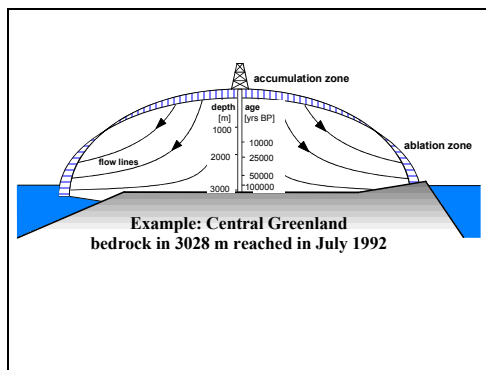 accumulation zone
depth age
[m] [yrs BP]
1000
10000
ablation zone
2000
25000
flow lines
50000
3000
100000
Example: Central Greenland
bedrock in 3028 m reached in July 1992